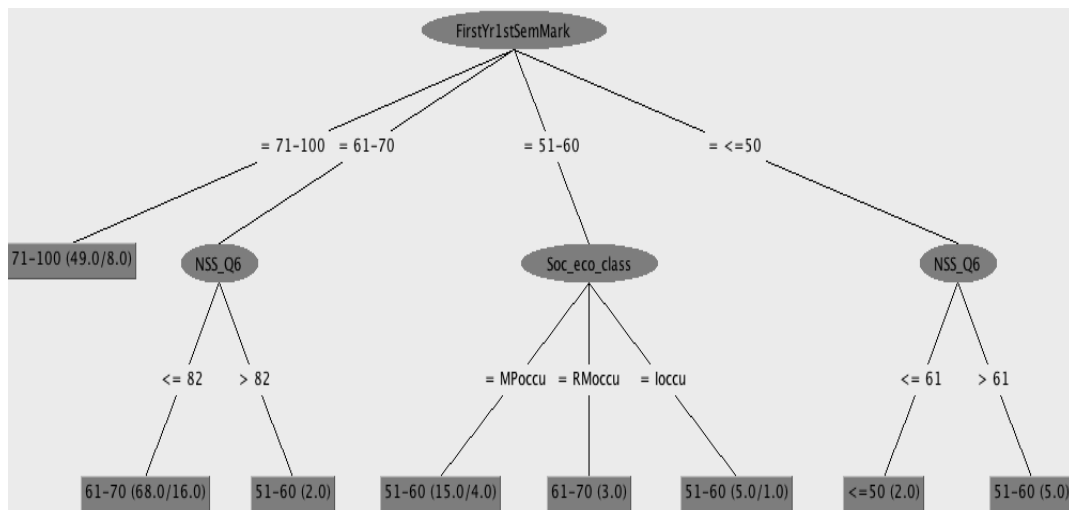 FirstYr1stSemMark
= 71-100 = 61-70 = 51-60 = <=50
71-100 (49.0/8.0) NSS_Q6 Soc_eco_class NSS_Q6
<= 82 > 82 = MPoccu = RMoccu = Ioccu <= 61 > 61
61-70 (68.0/16.0) 51-60 (2.0) 51-60 (15.0/4.0) 61-70 (3.0) 51-60 (5.0/1.0) <=50 (2.0) 51-60 (5.0)